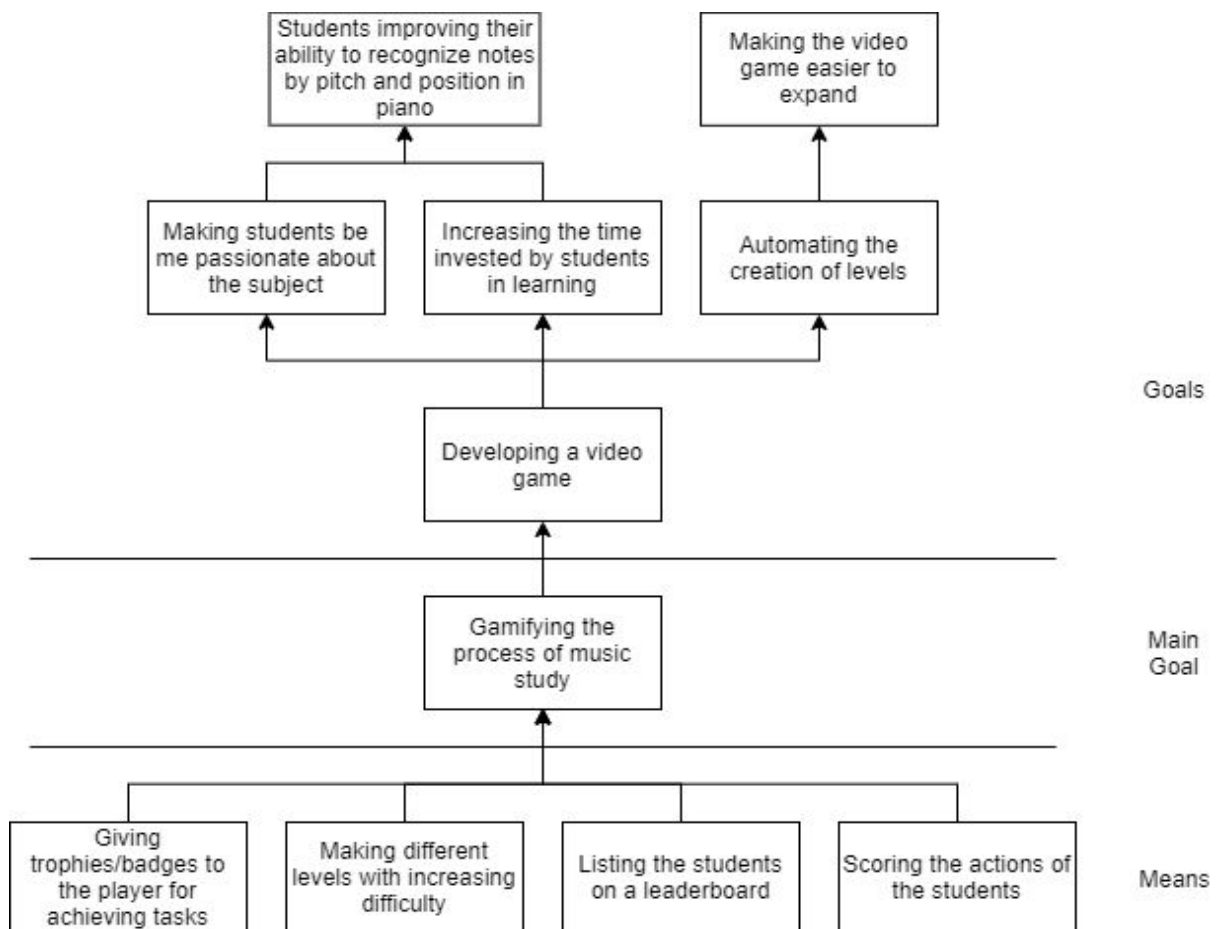 Students improving their
ability to recognize notes
by pitch and position in
piano
Making the video
game easier to
expand
Making students be
me passionate about
the subject
Increasing the time
invested by students
in learning
Automating the
creation of levels
Goals
Developing a video
game
Gamifying the
process of music
study
Main
Goal
Giving
trophies/badges to
the player for
achieving tasks
Making different
levels with increasing
difficulty
Listing the students
on a leaderboard
Scoring the actions of
the students
Means